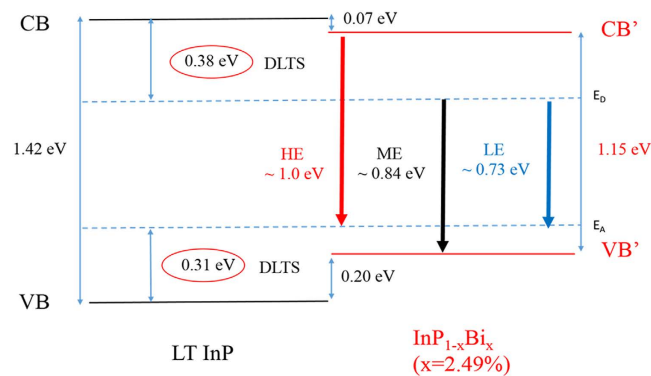 CB
0.07 eV
CB'
0.38 eV
DLTS
E_D
1.42 eV
HE
~ 1.0 eV
ME
~ 0.84 eV
LE
~ 0.73 eV
1.15 eV
E_A
0.31 eV
DLTS
VB'
0.20 eV
VB
LT InP
InP₁₋ₓBiₓ
(x=2.49%)